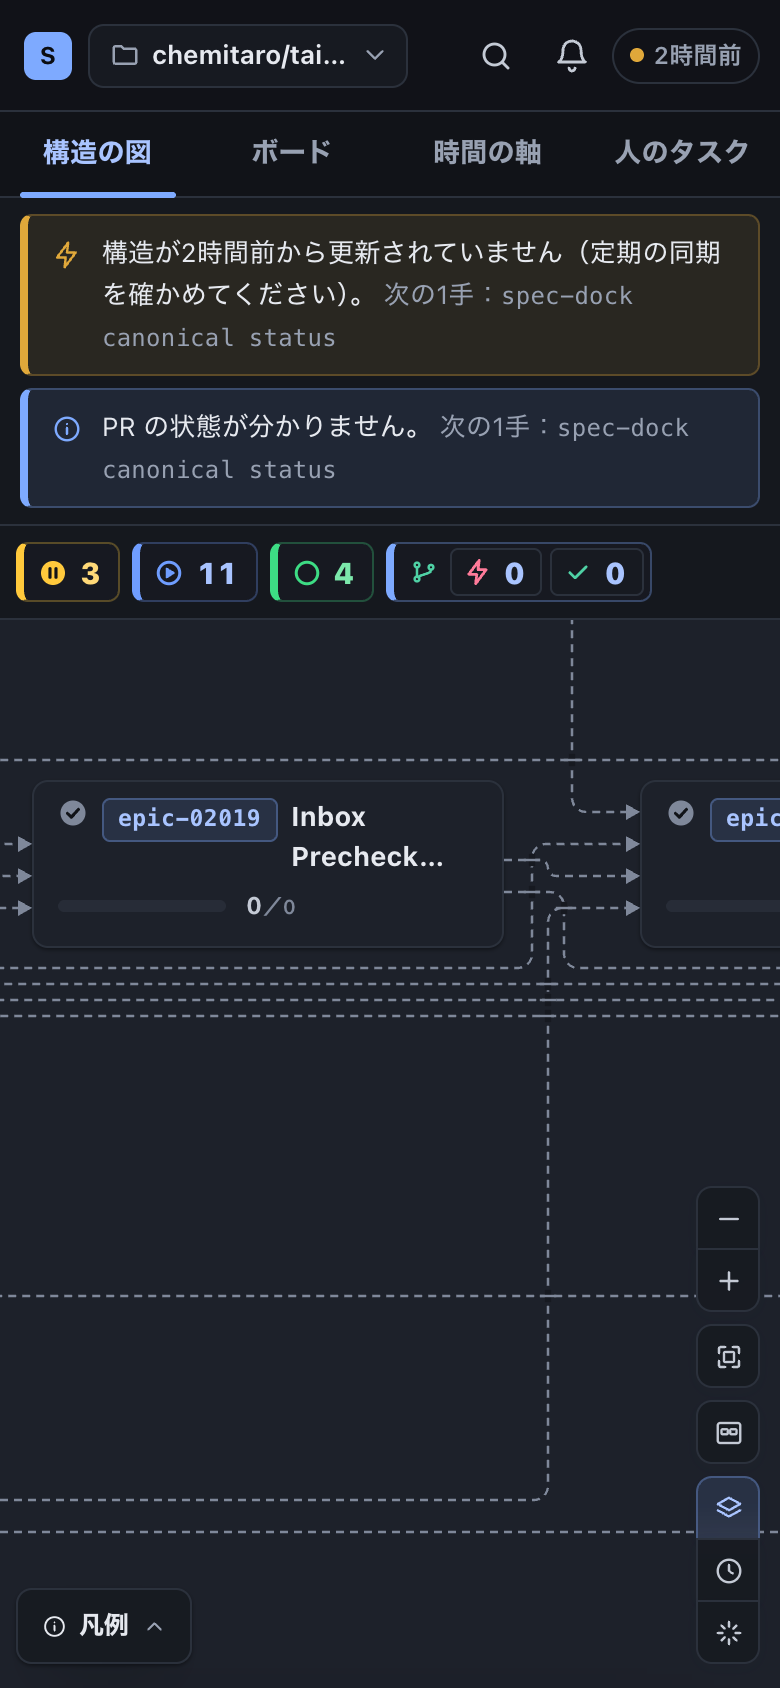 S
chemitaro/tai...
2時間前
構造の図
ボード
時間の軸
人のタスク
構造が2時間前から更新されていません（定期の同期
を確かめてください）。 次の1手：spec-dock
canonical status
PR の状態が分かりません。 次の1手：spec-dock
canonical status
3
11
4
0
0
epic-02019
Inbox
Precheck...
0/0
epic
凡例